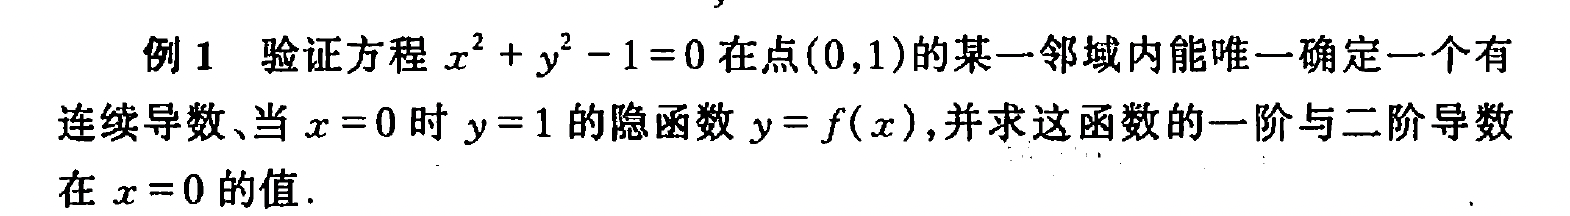 例1 验证方程 x² + y² − 1 = 0 在点(0,1)的某一邻域内能唯一确定一个有
连续导数、当 x = 0 时 y = 1 的隐函数 y = f(x),并求这函数的一阶与二阶导数
在 x = 0 的值.